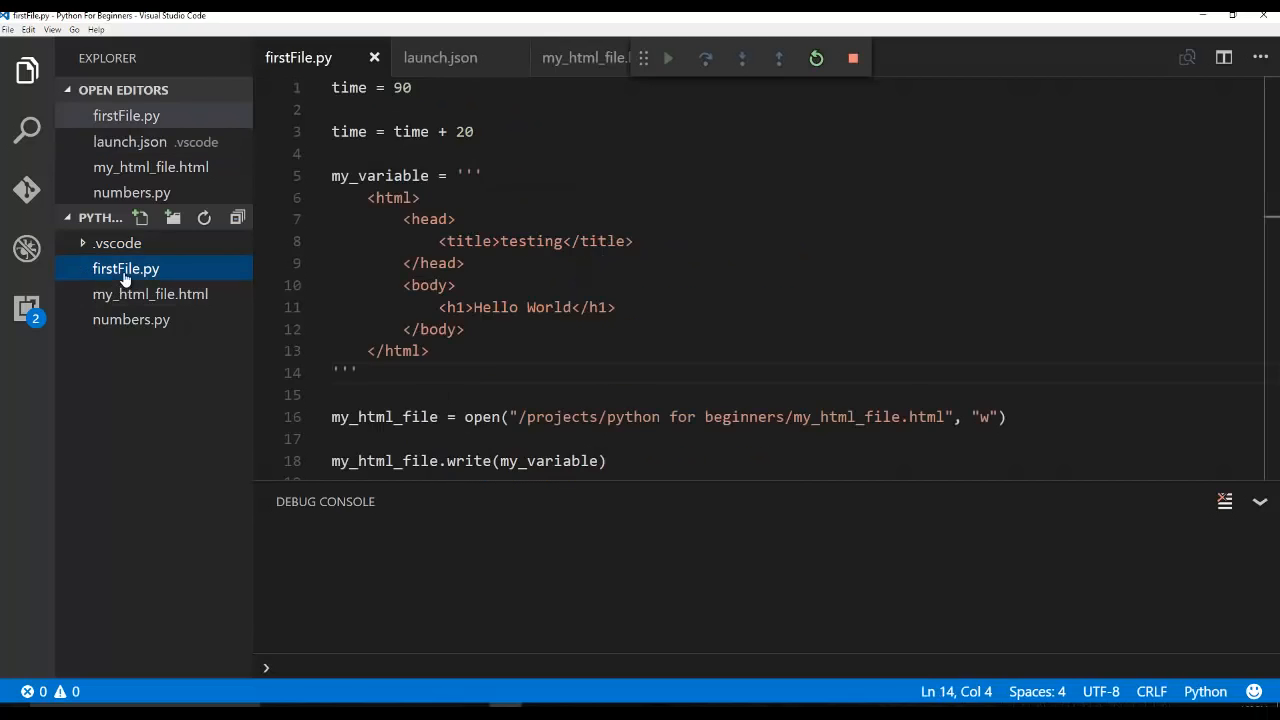 firstFile.py - Python For Beginners - Visual Studio Code
File Edit View Go Help
EXPLORER
OPEN EDITORS
firstFile.py
launch.json .vscode
my_html_file.html
numbers.py
PYTH...
.vscode
firstFile.py
my_html_file.html
numbers.py
2
firstFile.py launch.json my_html_file.
1 time = 90
2
3 time = time + 20
4
5 my_variable = '''
6 <html>
7 <head>
8 <title>testing</title>
9 </head>
10 <body>
11 <h1>Hello World</h1>
12 </body>
13 </html>
14 '''
15
16 my_html_file = open("/projects/python for beginners/my_html_file.html", "w")
17
18 my_html_file.write(my_variable)
DEBUG CONSOLE
>
0 0 Ln 14, Col 4 Spaces: 4 UTF-8 CRLF Python